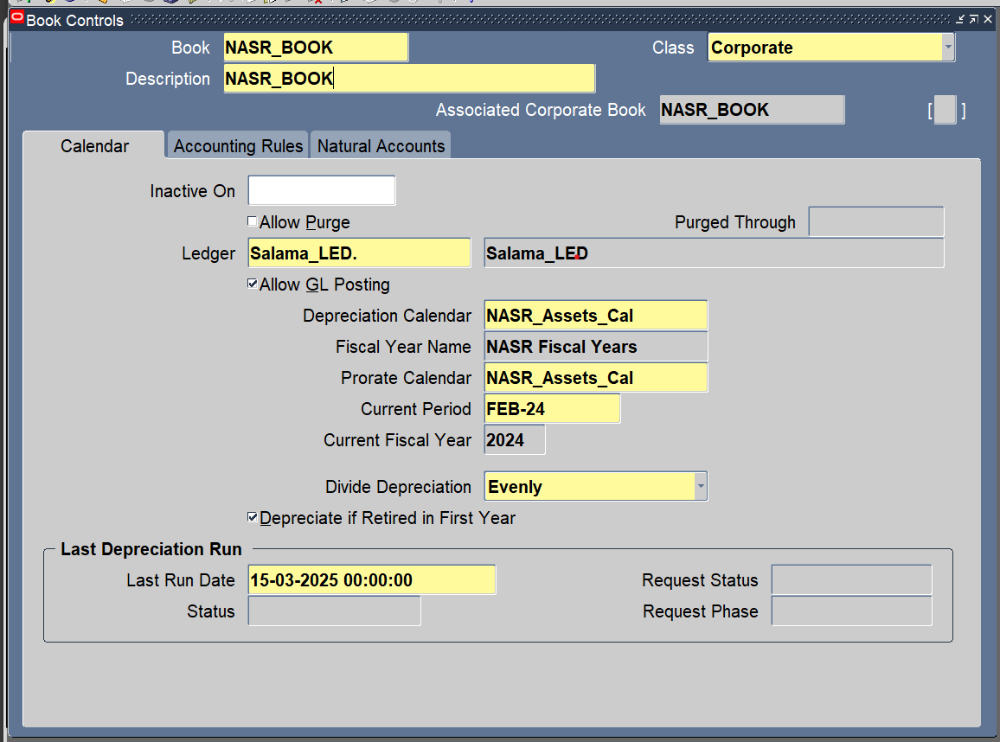 Book Controls
Book NASR_BOOK Class Corporate
Description NASR_BOOK
Associated Corporate Book NASR_BOOK [ ]
Calendar Accounting Rules Natural Accounts
Inactive On
Allow Purge Purged Through
Ledger Salama_LED. Salama_LED
Allow GL Posting
Depreciation Calendar NASR_Assets_Cal
Fiscal Year Name NASR Fiscal Years
Prorate Calendar NASR_Assets_Cal
Current Period FEB-24
Current Fiscal Year 2024
Divide Depreciation Evenly
Depreciate if Retired in First Year
Last Depreciation Run
Last Run Date 15-03-2025 00:00:00 Request Status
Status Request Phase